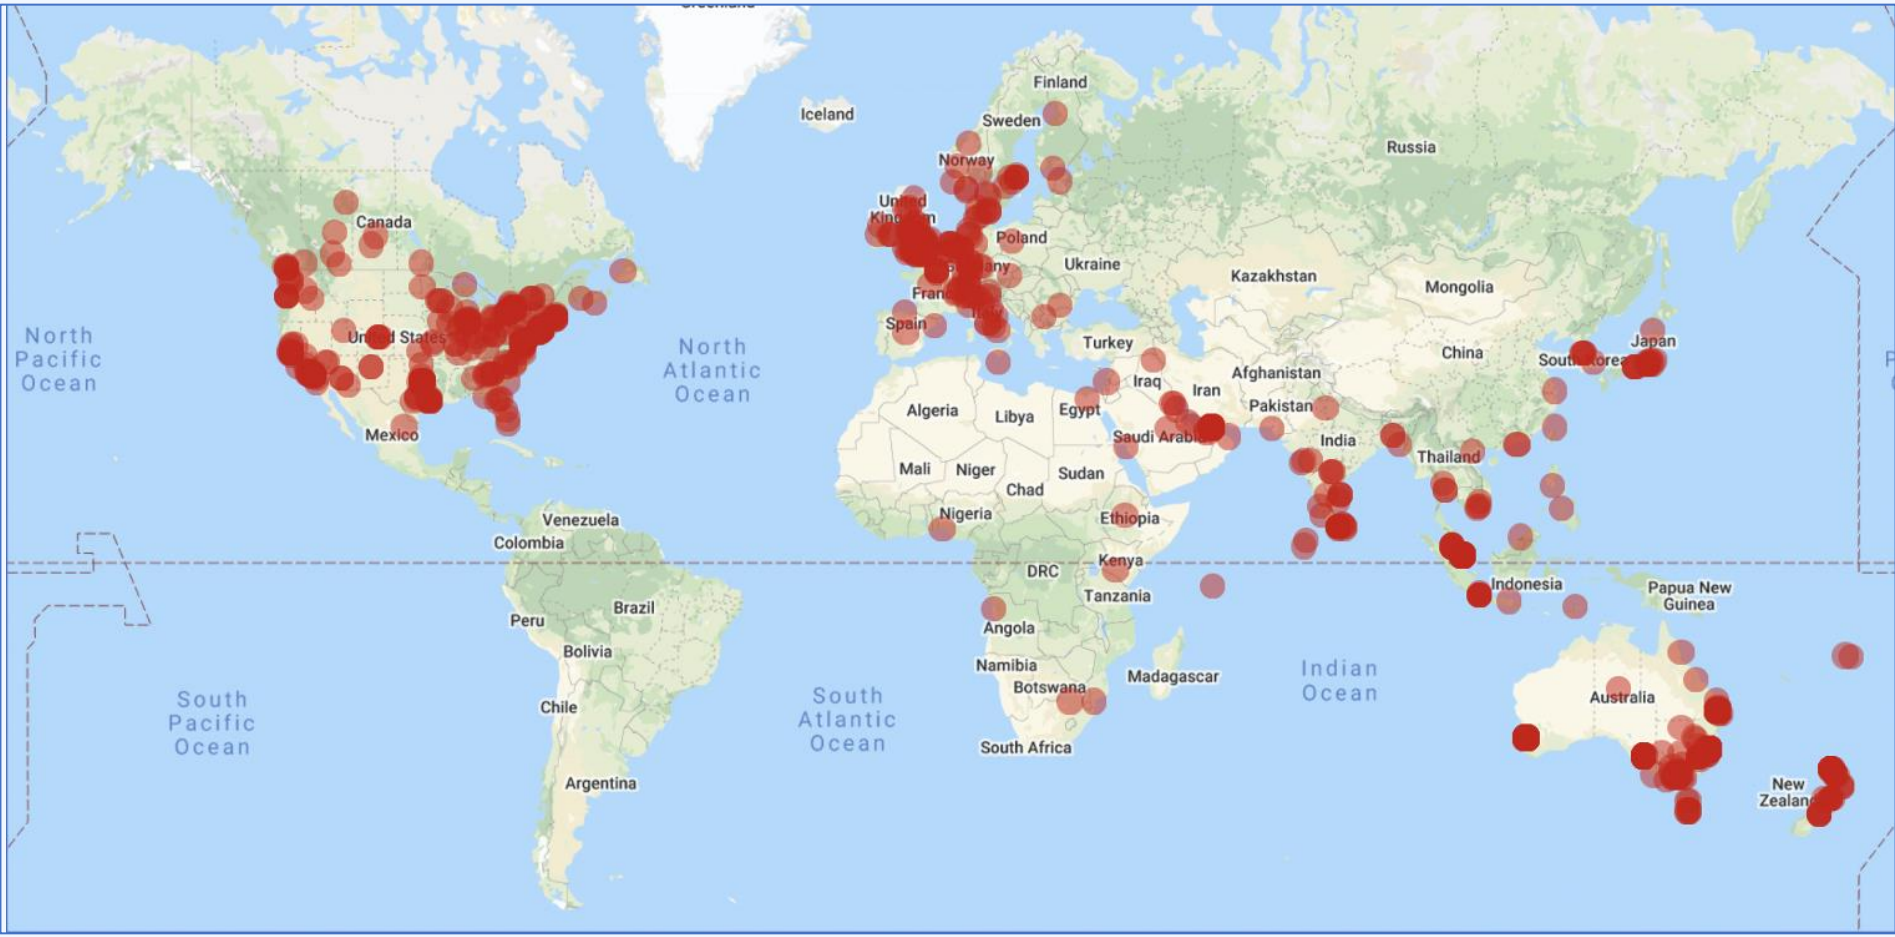 Finland
Iceland
Sweden
Russia
Norway
Canada
United
Kingdom
Poland
Ukraine
Kazakhstan
Mongolia
North
Pacific
Ocean
United States
North
Atlantic
Ocean
Spain
Turkey
China
Japan
Afghanistan
Iraq
Iran
Algeria
Libya
Egypt
Pakistan
Mexico
Saudi Arabia
India
Thailand
Mali
Niger
Sudan
Chad
Venezuela
Nigeria
Ethiopia
Colombia
Kenya
DRC
Indonesia
Papua New
Guinea
Tanzania
Brazil
Peru
Angola
Bolivia
Namibia
Madagascar
Botswana
Indian
Ocean
Australia
South
Pacific
Ocean
Chile
South
Atlantic
Ocean
South Africa
Argentina
New
Zealan